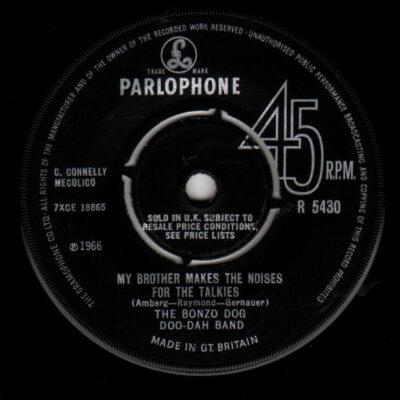 THE GRAMOPHONE CO. LTD. ALL RIGHTS OF THE MANUFACTURER AND OF THE OWNER OF THE RECORDED WORK RESERVED · UNAUTHORISED PUBLIC PERFORMANCE BROADCASTING AND COPYING OF THIS RECORD PROHIBITED
£
TRADE MARK
PARLOPHONE
45
R.P.M.
C. CONNELLY
MECOLICO
7XCE 18865
℗1966
SOLD IN U.K. SUBJECT TO
RESALE PRICE CONDITIONS,
SEE PRICE LISTS
R 5430
MY BROTHER MAKES THE NOISES
FOR THE TALKIES
(Amberg—Raymond—Bernauer)
THE BONZO DOG
DOO-DAH BAND
MADE IN GT. BRITAIN